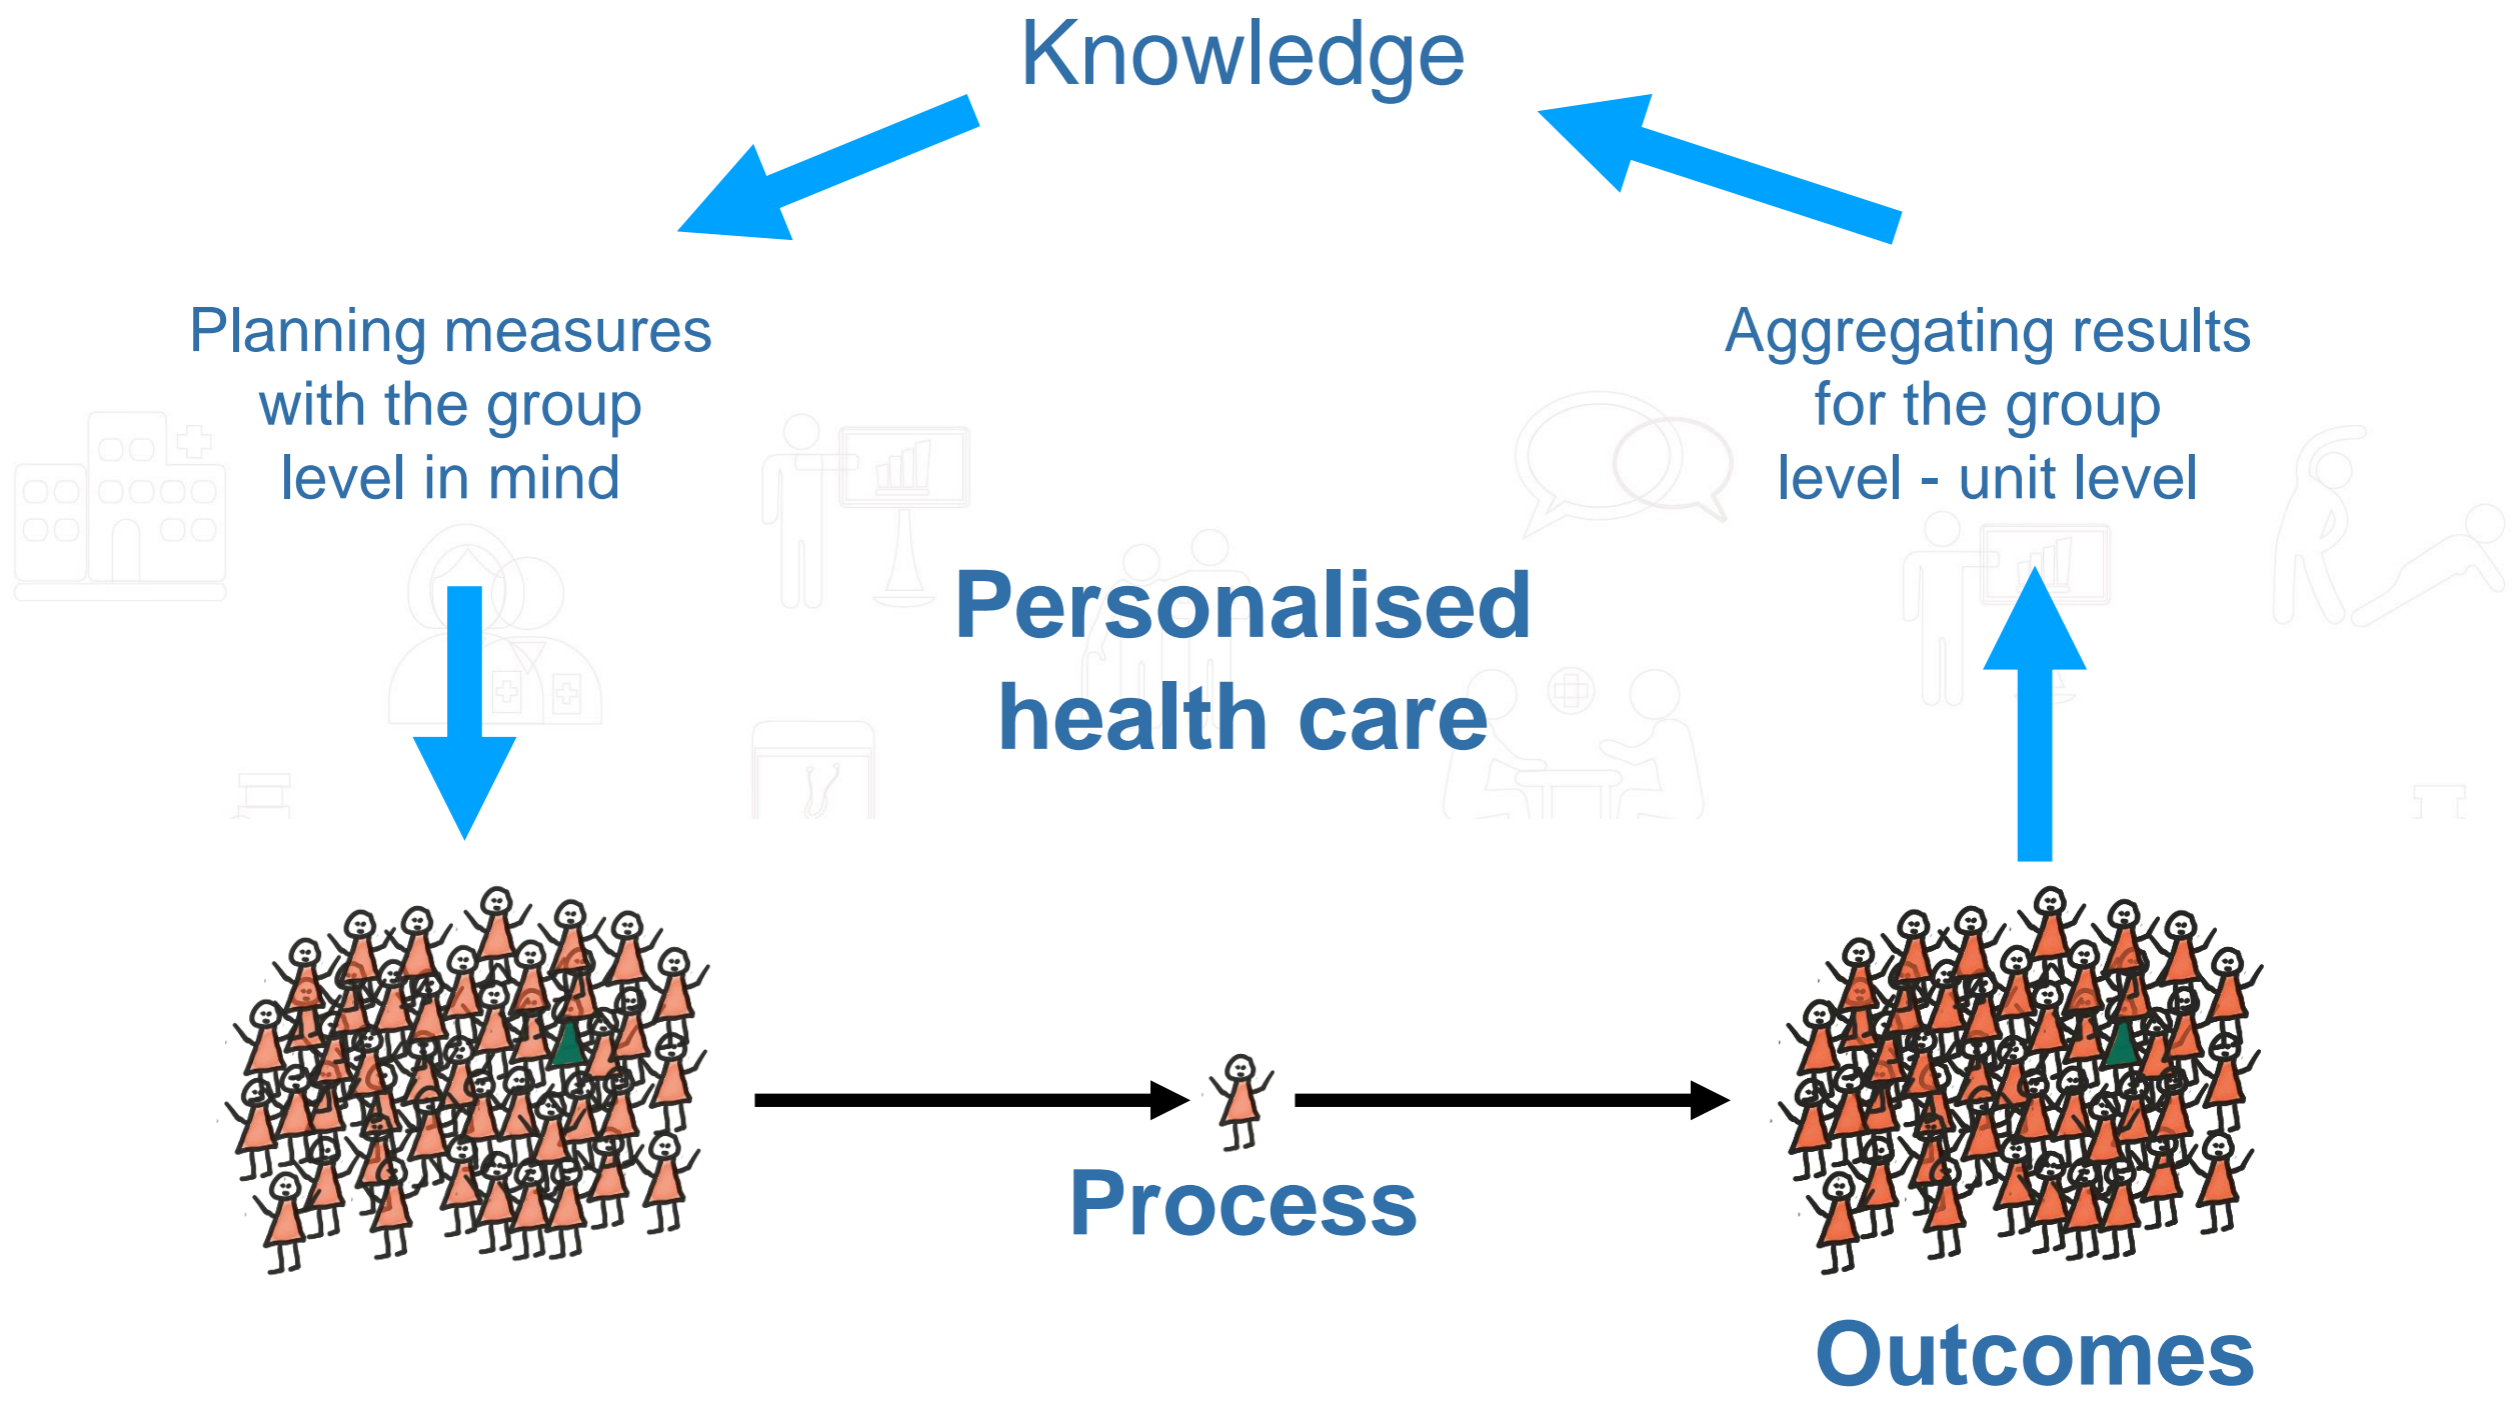 Knowledge
Planning measures
with the group
level in mind
Aggregating results
for the group
level - unit level
Personalised
health care
Process
Outcomes